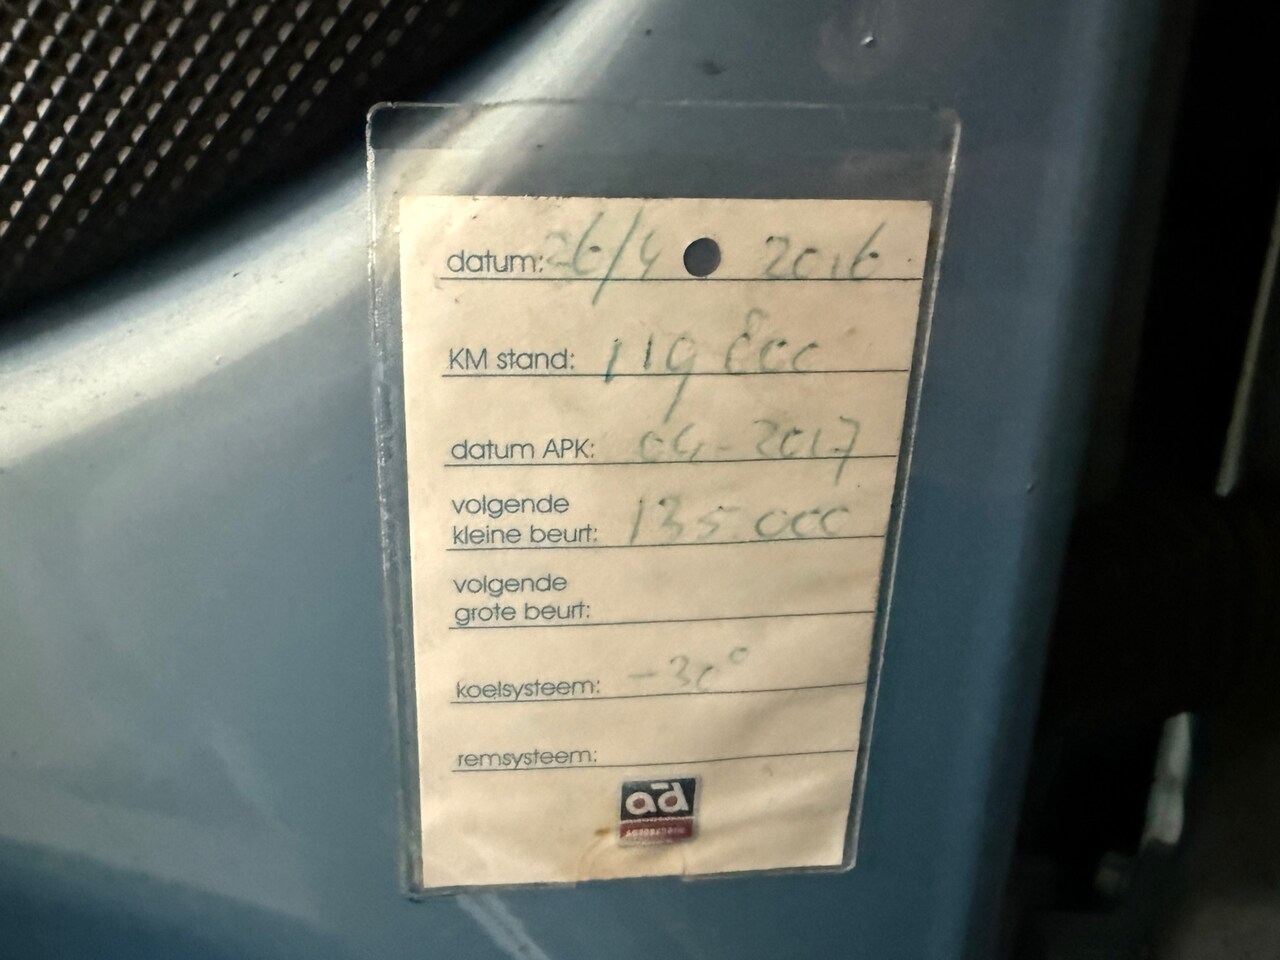 datum: 26/4 2016
KM stand: 119 800
datum APK: 04-2017
volgende
kleine beurt: 135.000
volgende
grote beurt:
koelsysteem: -30°
remsysteem:
ad